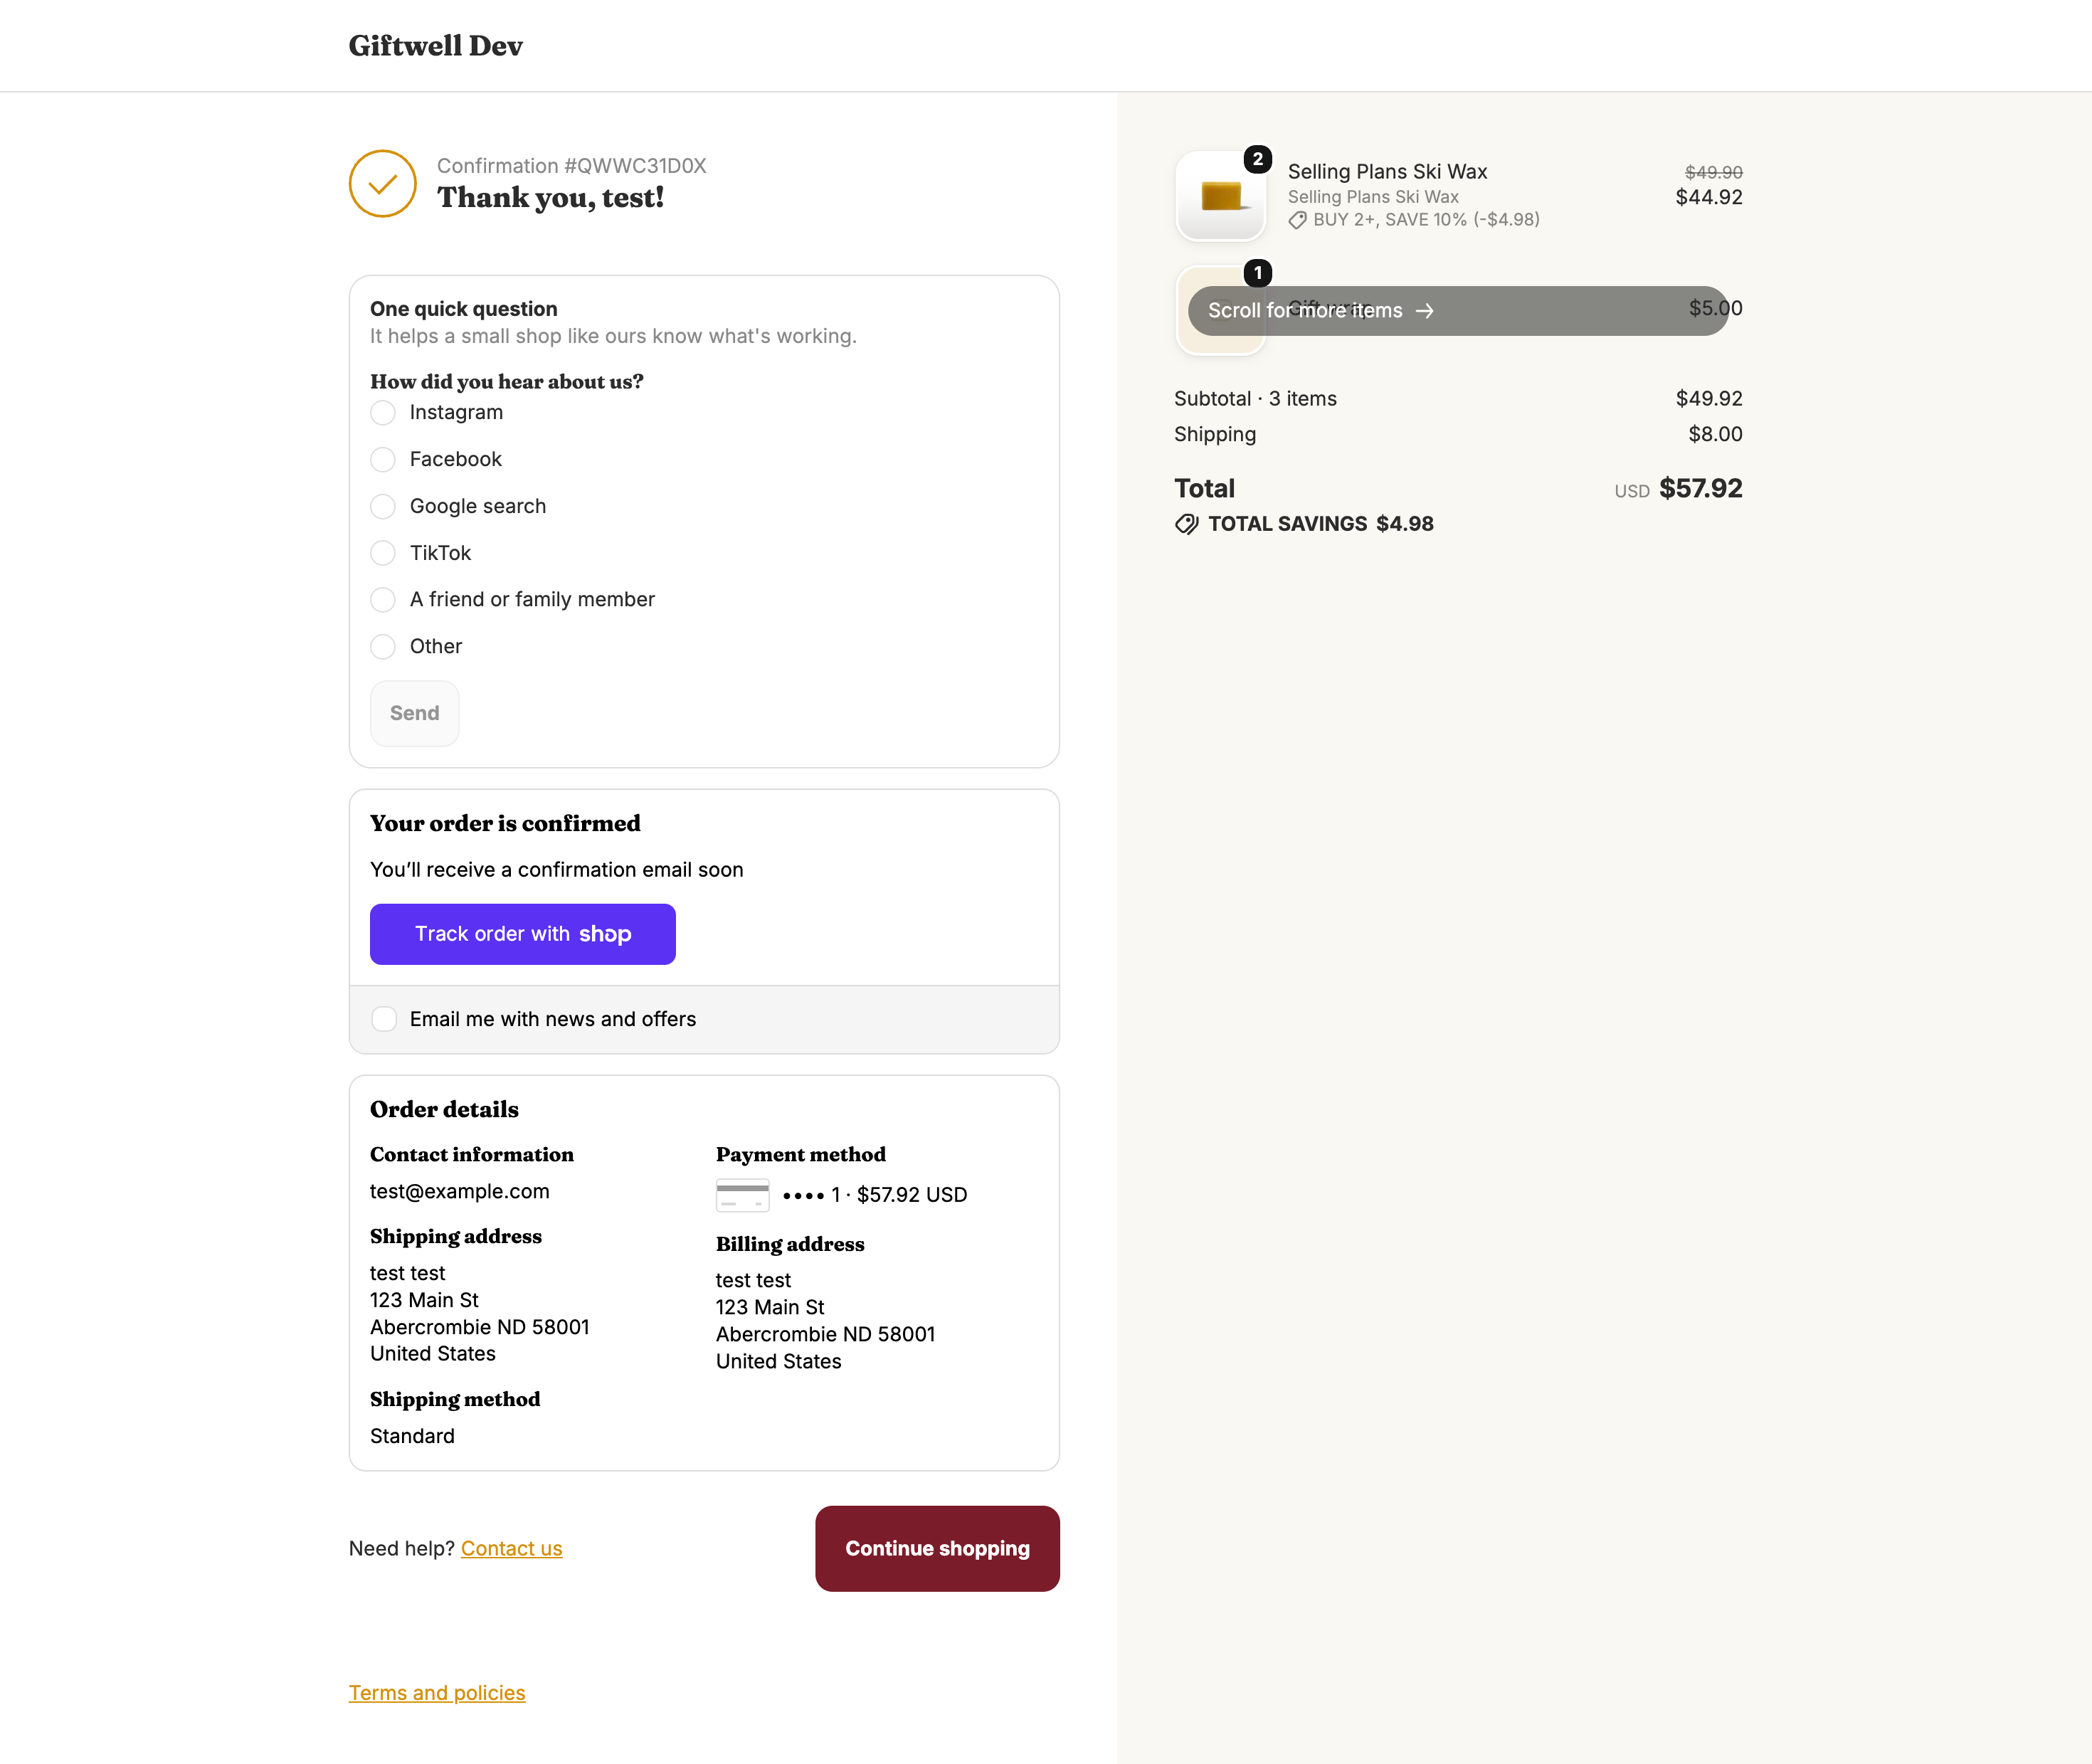 Giftwell Dev
Confirmation #QWWC31D0X
Thank you, test!
One quick question
It helps a small shop like ours know what's working.
How did you hear about us?
Instagram
Facebook
Google search
TikTok
A friend or family member
Other
Send
Your order is confirmed
You’ll receive a confirmation email soon
Track order with shop
Email me with news and offers
Order details
Contact information
test@example.com
Shipping address
test test
123 Main St
Abercrombie ND 58001
United States
Shipping method
Standard
Payment method
•••• 1 · $57.92 USD
Billing address
test test
123 Main St
Abercrombie ND 58001
United States
Need help? Contact us
Continue shopping
Terms and policies
2
Selling Plans Ski Wax
$49.90
Selling Plans Ski Wax
$44.92
BUY 2+, SAVE 10% (-$4.98)
1
Gift wrap
$5.00
Scroll for more items →
Subtotal · 3 items
$49.92
Shipping
$8.00
Total
USD $57.92
TOTAL SAVINGS $4.98